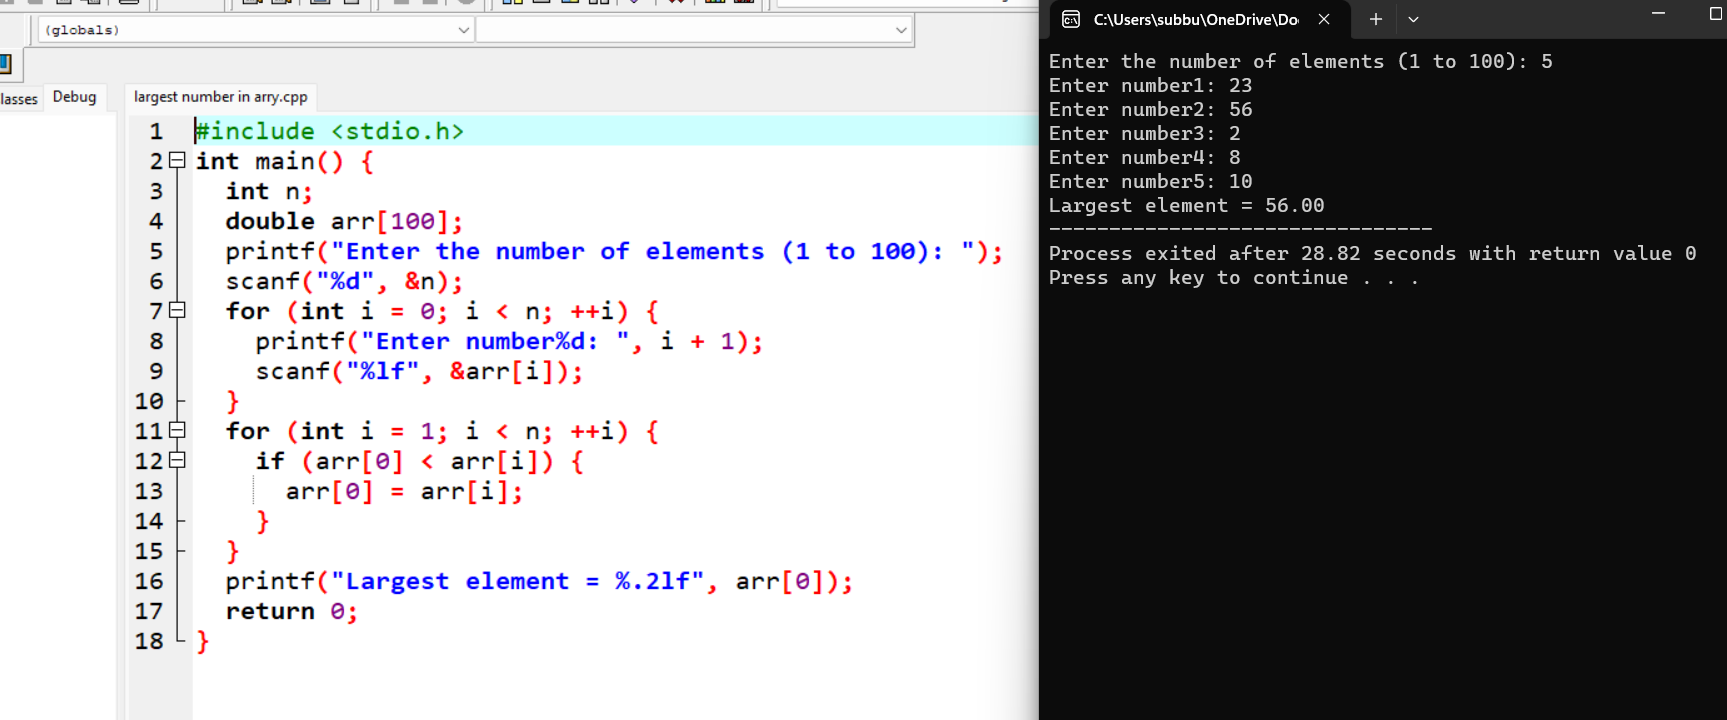 (globals)
lasses
Debug
largest number in arry.cpp
1 #include <stdio.h>
2 int main() {
3 int n;
4 double arr[100];
5 printf("Enter the number of elements (1 to 100): ");
6 scanf("%d", &n);
7 for (int i = 0; i < n; ++i) {
8 printf("Enter number%d: ", i + 1);
9 scanf("%lf", &arr[i]);
10 }
11 for (int i = 1; i < n; ++i) {
12 if (arr[0] < arr[i]) {
13 arr[0] = arr[i];
14 }
15 }
16 printf("Largest element = %.2lf", arr[0]);
17 return 0;
18 }
C:\Users\subbu\OneDrive\Do
Enter the number of elements (1 to 100): 5
Enter number1: 23
Enter number2: 56
Enter number3: 2
Enter number4: 8
Enter number5: 10
Largest element = 56.00
--------------------------------
Process exited after 28.82 seconds with return value 0
Press any key to continue . . .